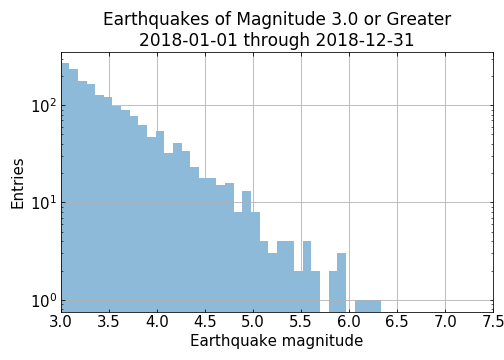 Earthquakes of Magnitude 3.0 or Greater
2018-01-01 through 2018-12-31
Entries
10²
10¹
10⁰
3.0 3.5 4.0 4.5 5.0 5.5 6.0 6.5 7.0 7.5
Earthquake magnitude